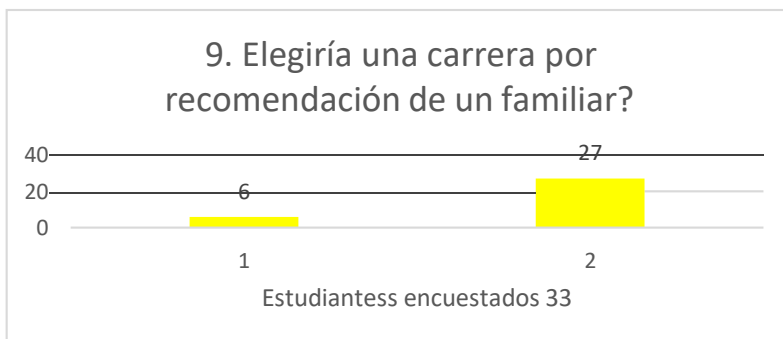 9. Elegiría una carrera por
recomendación de un familiar?
40
27
20
6
0
1 2
Estudiantess encuestados 33